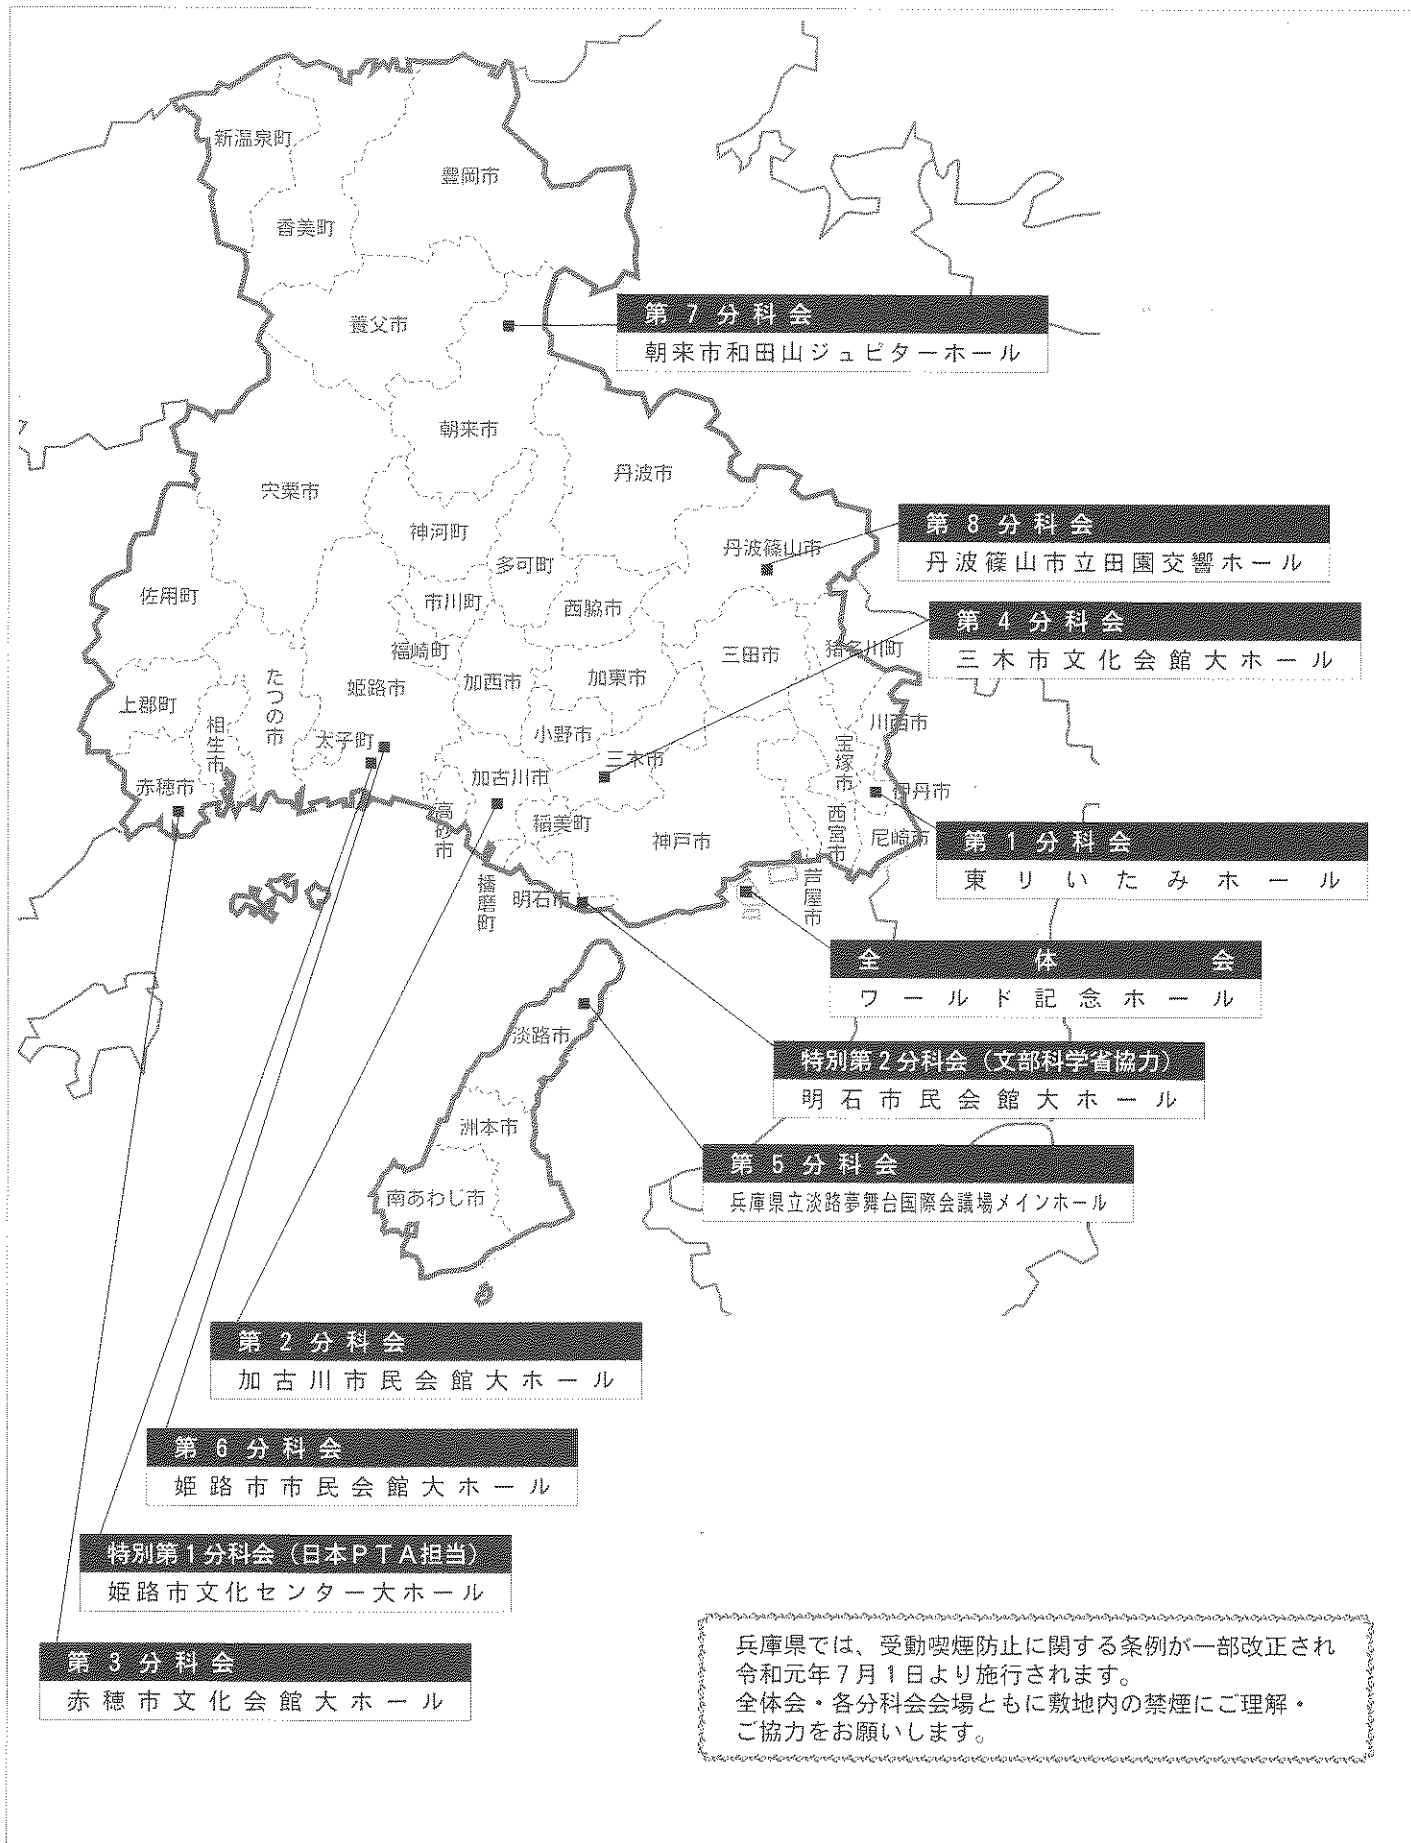 新温泉町
豊岡市
香美町
養父市
第7分科会
朝来市和田山ジュピターホール
朝来市
丹波市
宍粟市
神河町
丹波篠山市
第8分科会
丹波篠山市立田園交響ホール
多可町
佐用町
市川町
西脇市
第4分科会
三木市文化会館大ホール
猪名川町
三田市
福崎町
加西市
加東市
姫路市
たつの市
上郡町
相生市
太子町
小野市
三木市
川西市
宝塚市
赤穂市
加古川市
伊丹市
高砂市
稲美町
神戸市
西宮市
尼崎市
第1分科会
東リいたみホール
播磨町
明石市
芦屋市
全体会
ワールド記念ホール
淡路市
特別第2分科会(文部科学省協力)
明石市民会館大ホール
洲本市
第5分科会
兵庫県立淡路夢舞台国際会議場メインホール
南あわじ市
第2分科会
加古川市民会館大ホール
第6分科会
姫路市市民会館大ホール
特別第1分科会(日本PTA担当)
姫路市文化センター大ホール
第3分科会
赤穂市文化会館大ホール
兵庫県では、受動喫煙防止に関する条例が一部改正され
令和元年7月1日より施行されます。
全体会・各分科会会場ともに敷地内の禁煙にご理解・
ご協力をお願いします。